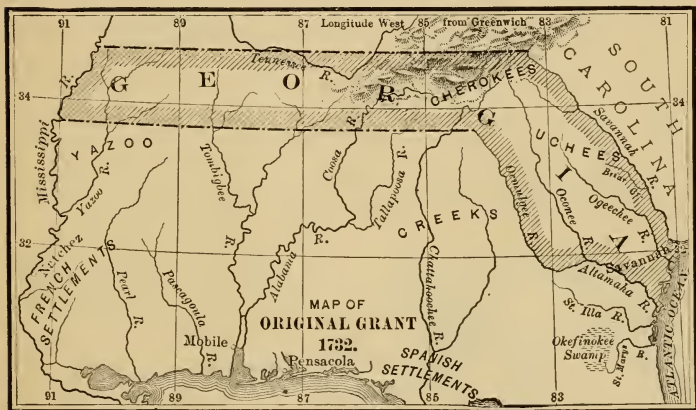 91 89 87 Longitude West 85 from Greenwich 83 81
SOUTH
CAROLINA
Tennessee R.
GEORGIA
CHEROKEES
34
34
Mississippi R.
YAZOO
Yazoo R.
Tombigbee R.
Coosa R.
Tallapoosa R.
UCHEES
Savannah R.
Ogeechee R.
Oconee R.
Ocmulgee R.
CREEKS
Natchez
FRENCH
SETTLEMENTS
32
32
Pearl R.
Pascagoula R.
Alabama R.
Chattahoochee R.
Savannah
Altamaha R.
St. Illa R.
MAP OF
ORIGINAL GRANT
1732.
Mobile
Pensacola
SPANISH
SETTLEMENTS
Okefinokee
Swamp
St. Marys R.
ATLANTIC OCEAN
91 89 87 85 83